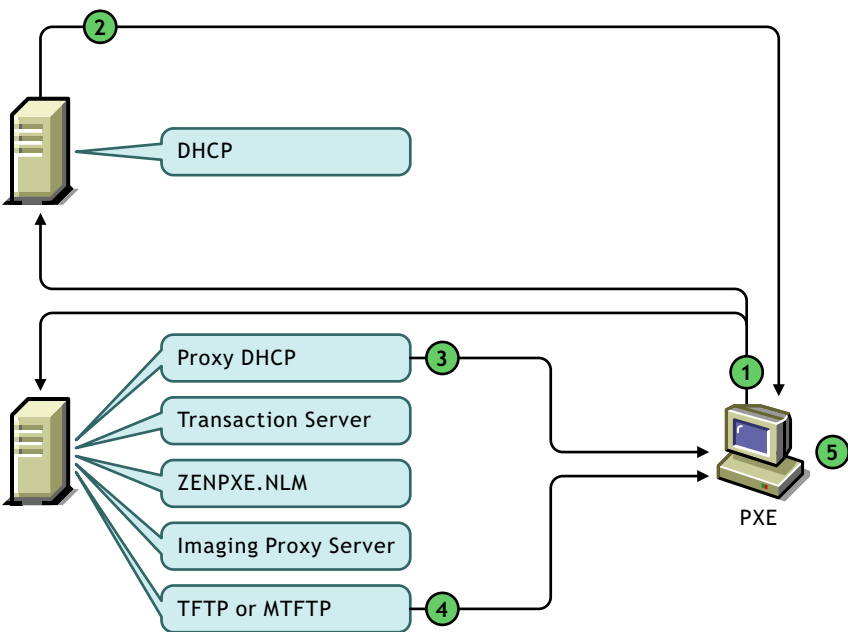 2
DHCP
Proxy DHCP
3
1
Transaction Server
ZENPXE.NLM
5
PXE
Imaging Proxy Server
TFTP or MTFTP
4